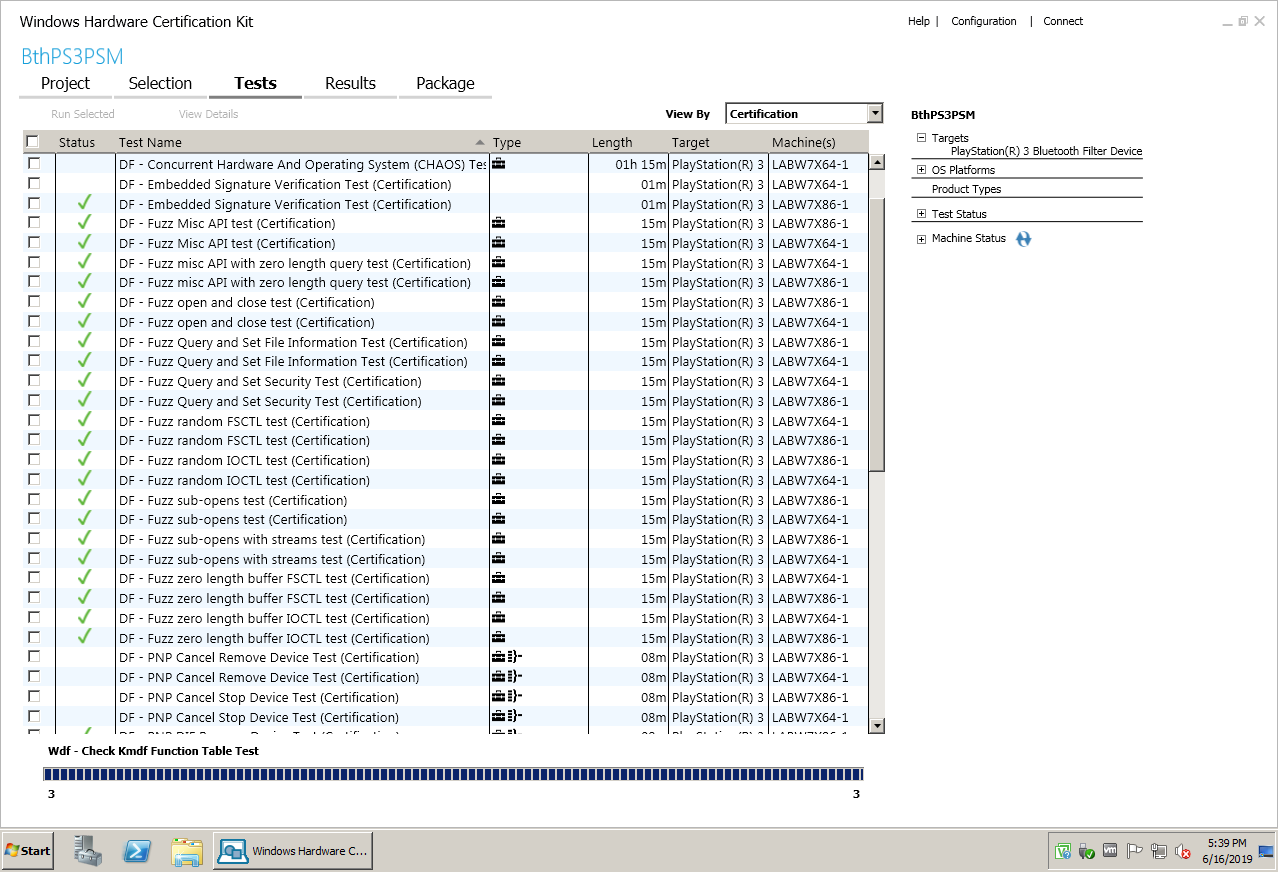 Windows Hardware Certification Kit
Help | Configuration | Connect
BthPS3PSM
Project Selection Tests Results Package
Run Selected View Details View By Certification
Status Test Name Type Length Target Machine(s)
DF - Concurrent Hardware And Operating System (CHAOS) Tes 01h 15m PlayStation(R) 3 LABW7X64-1
DF - Embedded Signature Verification Test (Certification) 01m PlayStation(R) 3 LABW7X64-1
DF - Embedded Signature Verification Test (Certification) 01m PlayStation(R) 3 LABW7X86-1
DF - Fuzz Misc API test (Certification) 15m PlayStation(R) 3 LABW7X86-1
DF - Fuzz Misc API test (Certification) 15m PlayStation(R) 3 LABW7X64-1
DF - Fuzz misc API with zero length query test (Certification) 15m PlayStation(R) 3 LABW7X64-1
DF - Fuzz misc API with zero length query test (Certification) 15m PlayStation(R) 3 LABW7X86-1
DF - Fuzz open and close test (Certification) 15m PlayStation(R) 3 LABW7X86-1
DF - Fuzz open and close test (Certification) 15m PlayStation(R) 3 LABW7X64-1
DF - Fuzz Query and Set File Information Test (Certification) 15m PlayStation(R) 3 LABW7X86-1
DF - Fuzz Query and Set File Information Test (Certification) 15m PlayStation(R) 3 LABW7X64-1
DF - Fuzz Query and Set Security Test (Certification) 15m PlayStation(R) 3 LABW7X64-1
DF - Fuzz Query and Set Security Test (Certification) 15m PlayStation(R) 3 LABW7X86-1
DF - Fuzz random FSCTL test (Certification) 15m PlayStation(R) 3 LABW7X64-1
DF - Fuzz random FSCTL test (Certification) 15m PlayStation(R) 3 LABW7X86-1
DF - Fuzz random IOCTL test (Certification) 15m PlayStation(R) 3 LABW7X86-1
DF - Fuzz random IOCTL test (Certification) 15m PlayStation(R) 3 LABW7X64-1
DF - Fuzz sub-opens test (Certification) 15m PlayStation(R) 3 LABW7X86-1
DF - Fuzz sub-opens test (Certification) 15m PlayStation(R) 3 LABW7X64-1
DF - Fuzz sub-opens with streams test (Certification) 15m PlayStation(R) 3 LABW7X86-1
DF - Fuzz sub-opens with streams test (Certification) 15m PlayStation(R) 3 LABW7X64-1
DF - Fuzz zero length buffer FSCTL test (Certification) 15m PlayStation(R) 3 LABW7X64-1
DF - Fuzz zero length buffer FSCTL test (Certification) 15m PlayStation(R) 3 LABW7X86-1
DF - Fuzz zero length buffer IOCTL test (Certification) 15m PlayStation(R) 3 LABW7X64-1
DF - Fuzz zero length buffer IOCTL test (Certification) 15m PlayStation(R) 3 LABW7X86-1
DF - PNP Cancel Remove Device Test (Certification) 08m PlayStation(R) 3 LABW7X86-1
DF - PNP Cancel Remove Device Test (Certification) 08m PlayStation(R) 3 LABW7X64-1
DF - PNP Cancel Stop Device Test (Certification) 08m PlayStation(R) 3 LABW7X86-1
DF - PNP Cancel Stop Device Test (Certification) 08m PlayStation(R) 3 LABW7X64-1
BthPS3PSM
Targets
PlayStation(R) 3 Bluetooth Filter Device
OS Platforms
Product Types
Test Status
Machine Status
Wdf - Check Kmdf Function Table Test
3 3
Start Windows Hardware C... 5:39 PM
6/16/2019